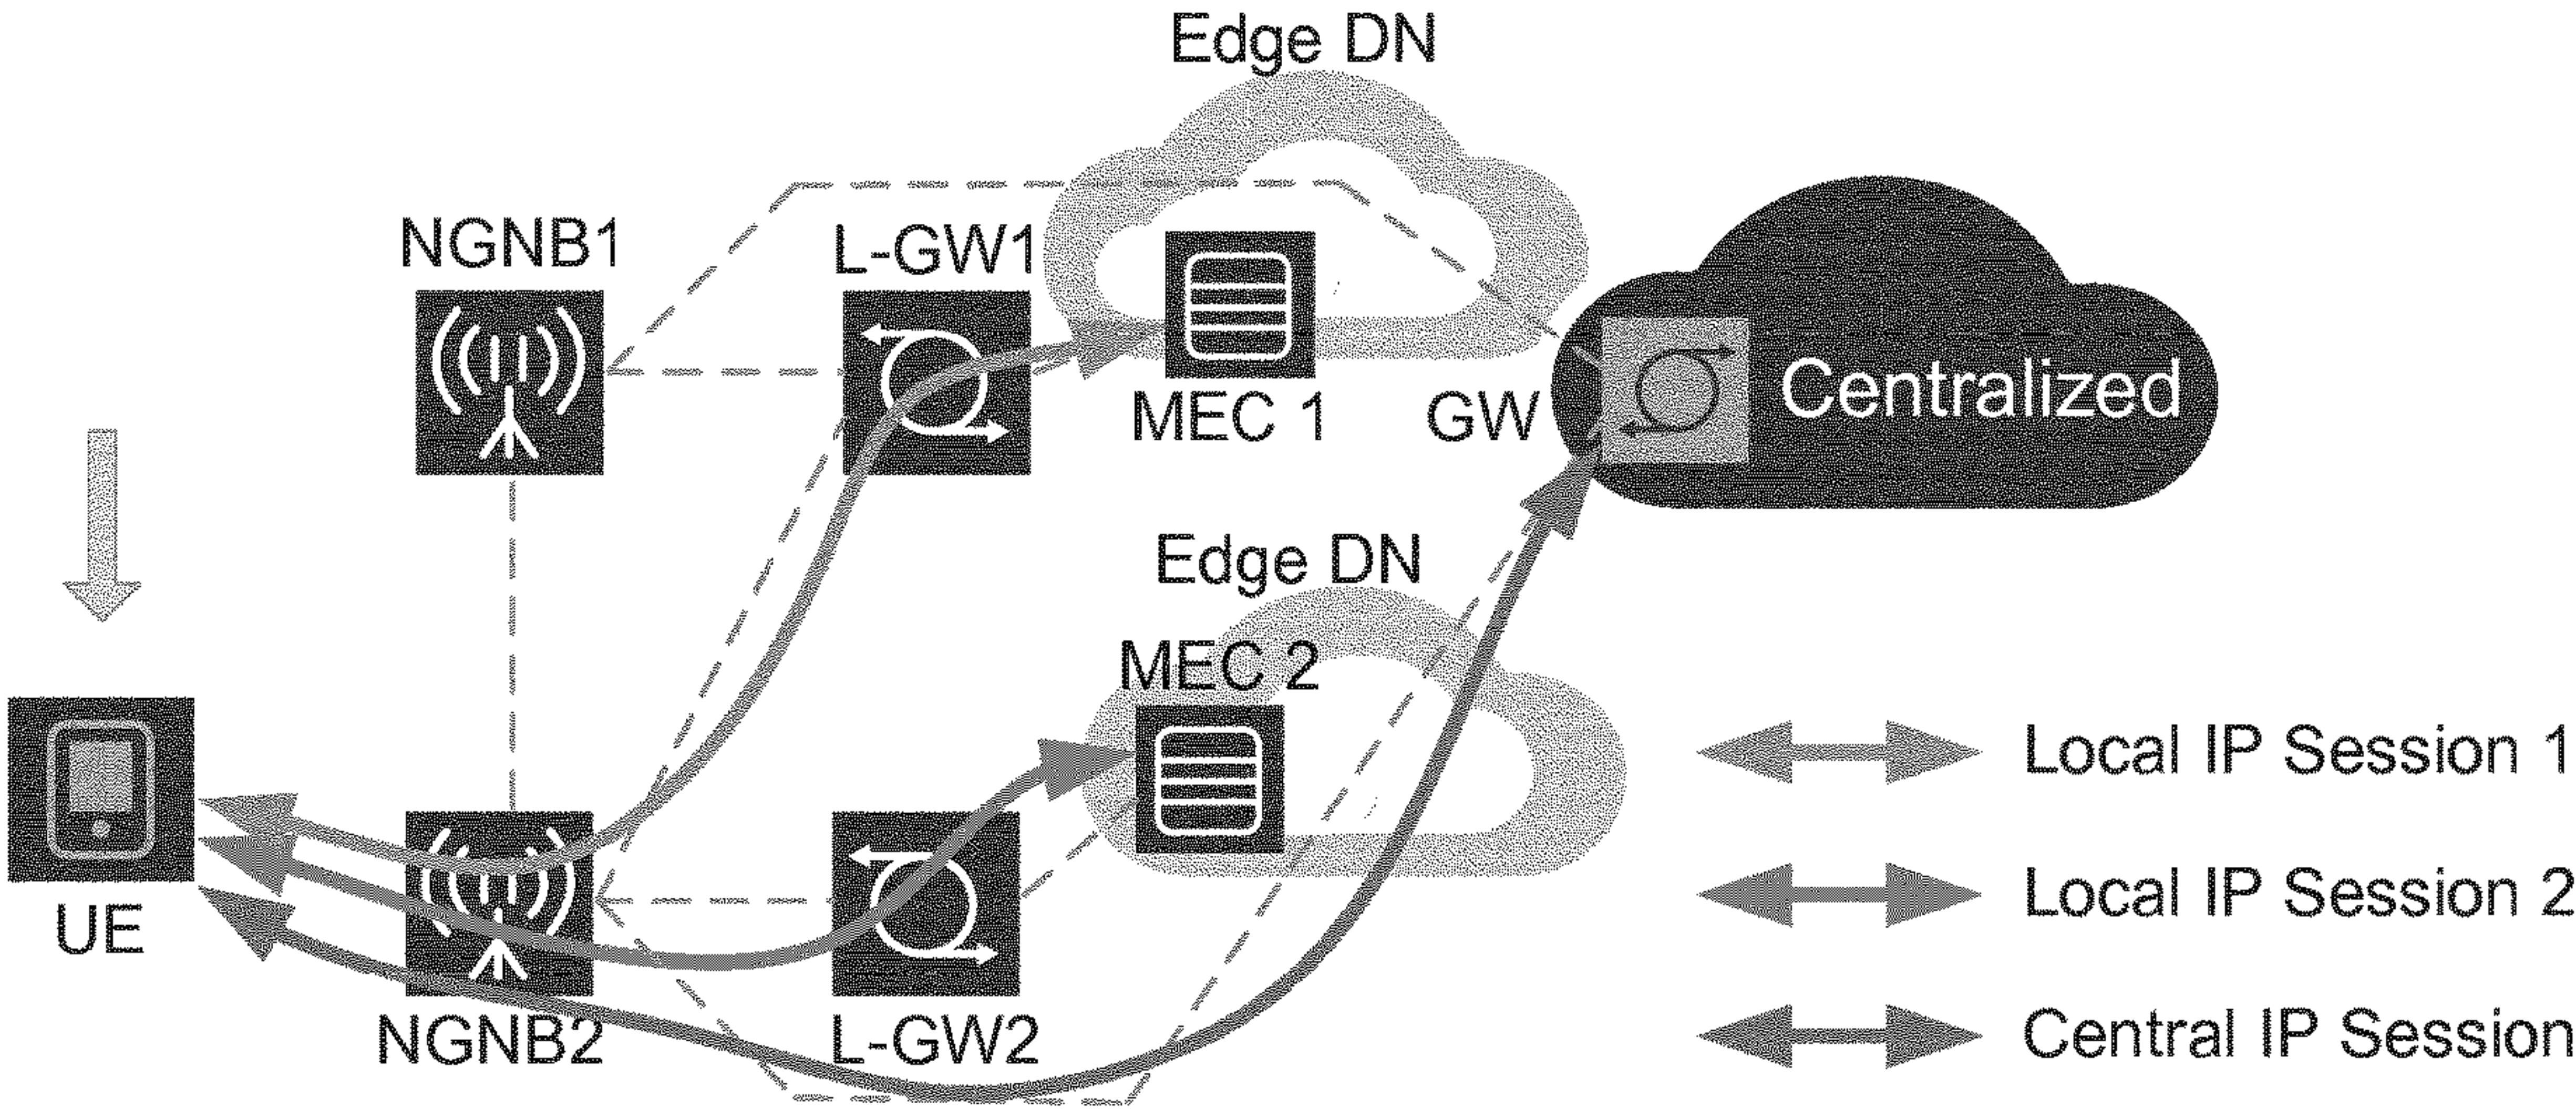 Edge DN
NGNB1
L-GW1
MEC 1
GW
Centralized
Edge DN
MEC 2
UE
NGNB2
L-GW2
Local IP Session 1
Local IP Session 2
Central IP Session